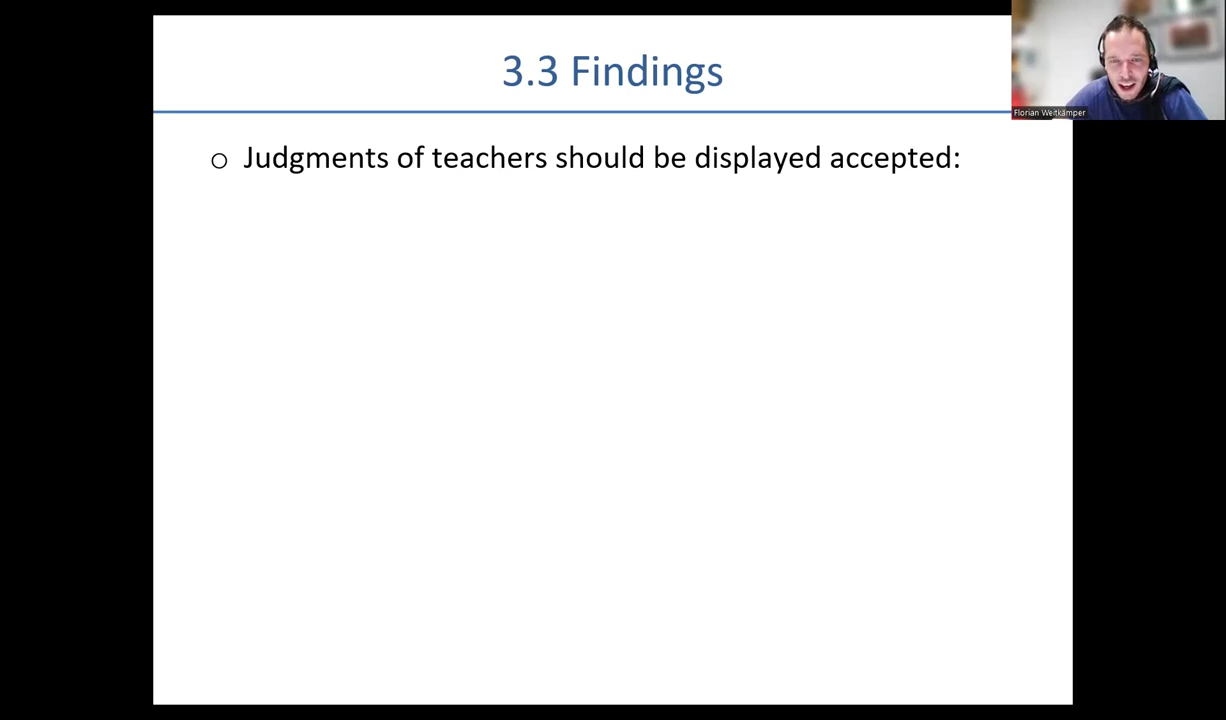 3.3 Findings
Florian Weitkämper
o Judgments of teachers should be displayed accepted: